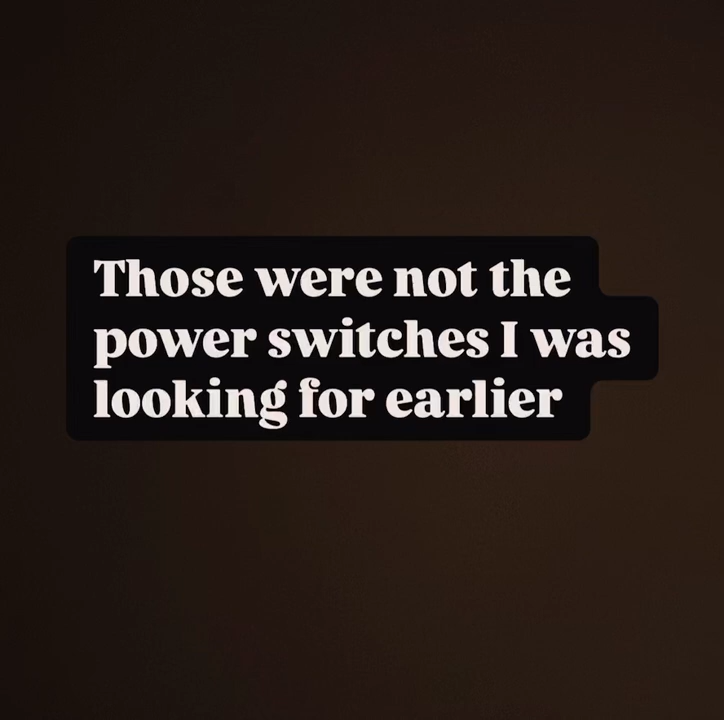 Those were not the
power switches I was
looking for earlier